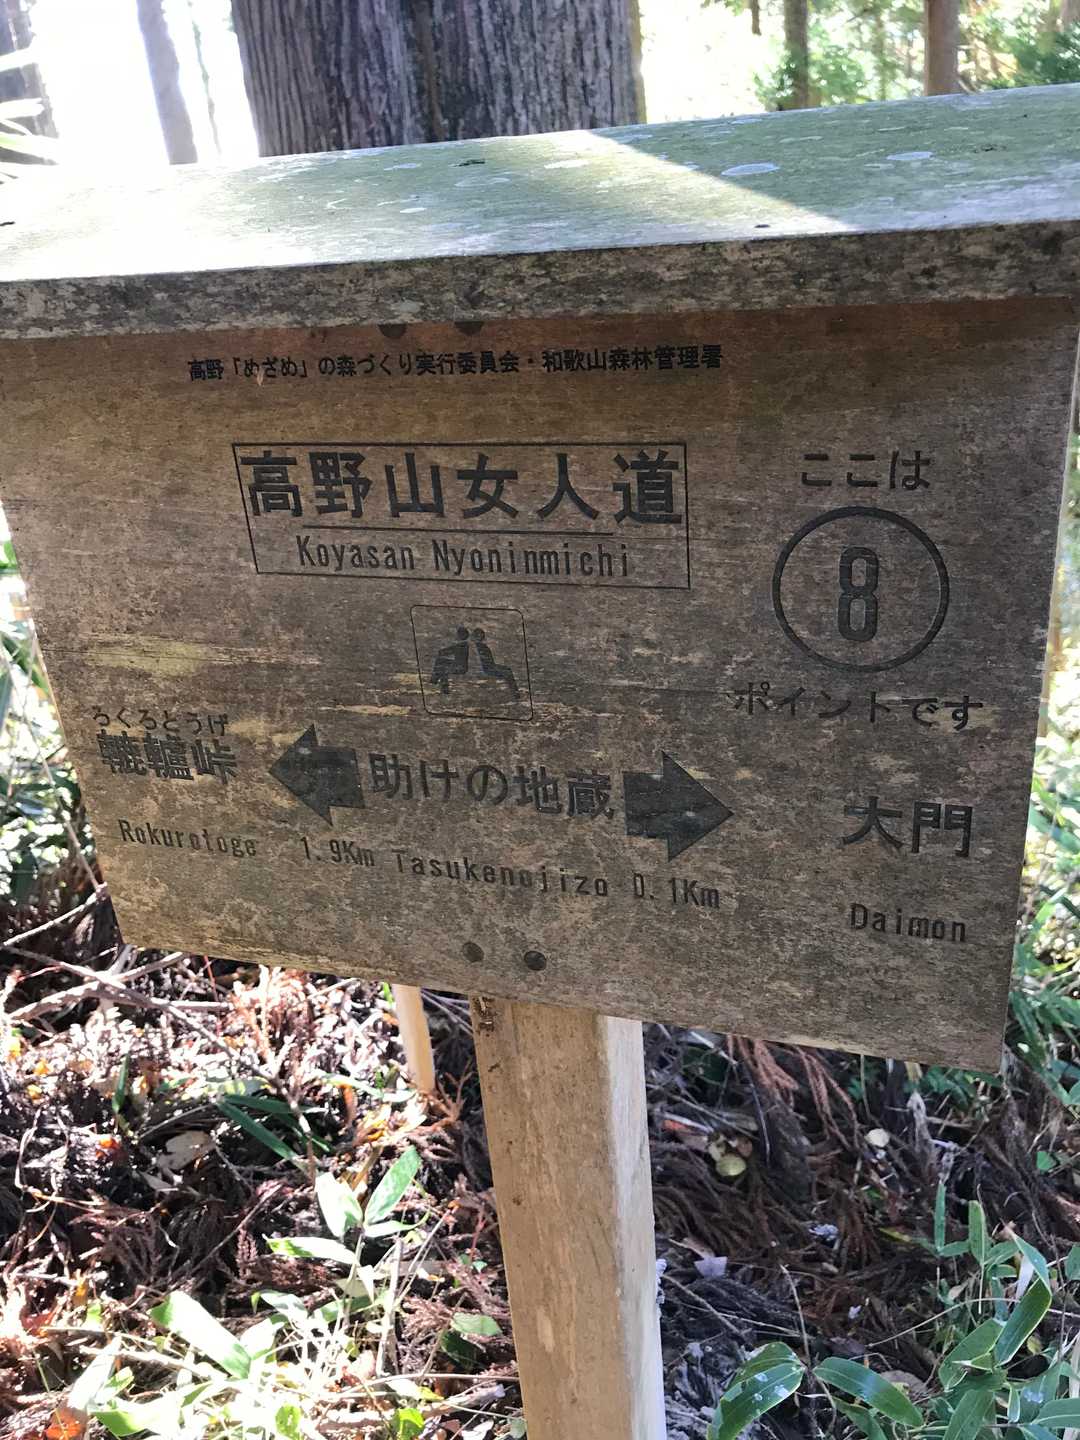 高野「めざめ」の森づくり実行委員会・和歌山森林管理署
高野山女人道
Koyasan Nyoninmichi
ここは
8
ポイントです
ろくろとうげ
轆轤峠
助けの地蔵
大門
Rokurotoge 1.9Km Tasukenojizo 0.1Km Daimon